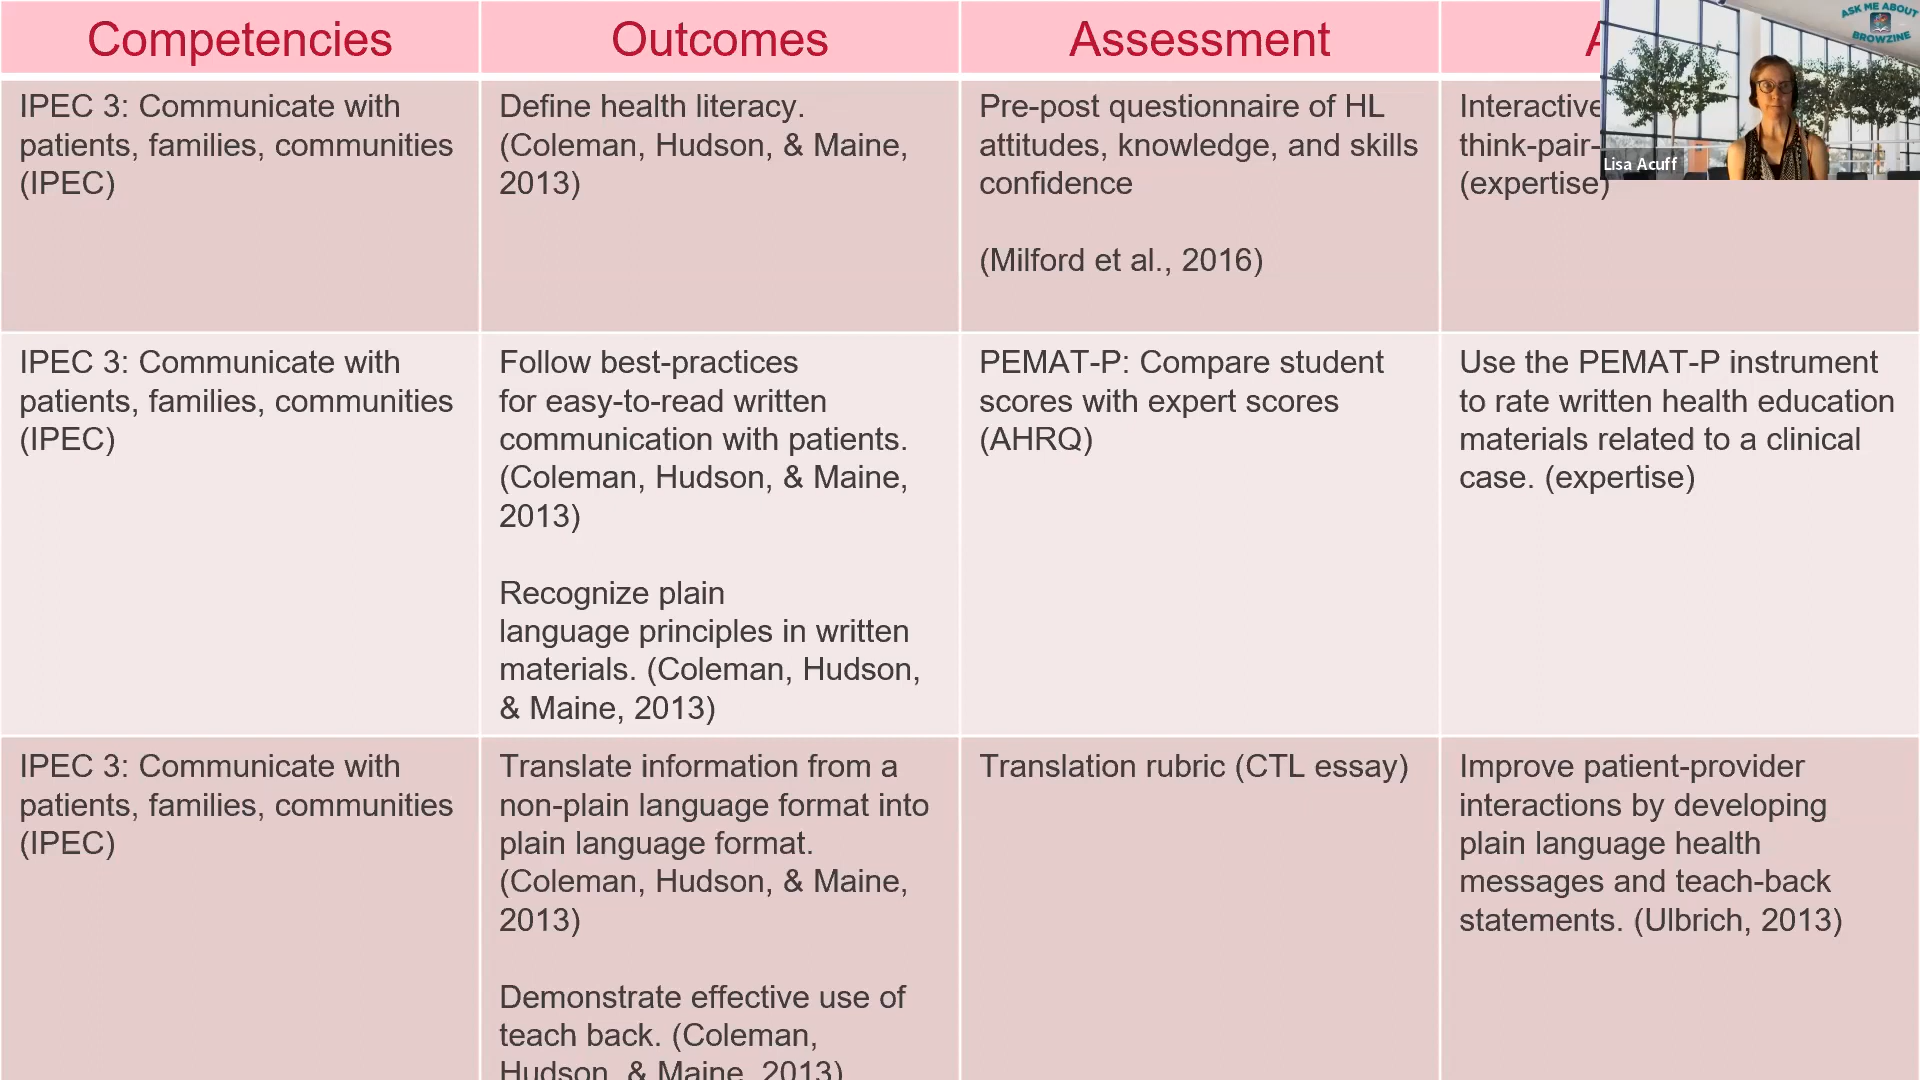 Competencies
Outcomes
Assessment
IPEC 3: Communicate with
patients, families, communities
(IPEC)
Define health literacy.
(Coleman, Hudson, & Maine,
2013)
Pre-post questionnaire of HL
attitudes, knowledge, and skills
confidence
(Milford et al., 2016)
Interactive
think-pair-
(expertise)
ASK ME ABOUT
BROWZINE
Lisa Acuff
IPEC 3: Communicate with
patients, families, communities
(IPEC)
Follow best-practices
for easy-to-read written
communication with patients.
(Coleman, Hudson, & Maine,
2013)
Recognize plain
language principles in written
materials. (Coleman, Hudson,
& Maine, 2013)
PEMAT-P: Compare student
scores with expert scores
(AHRQ)
Use the PEMAT-P instrument
to rate written health education
materials related to a clinical
case. (expertise)
IPEC 3: Communicate with
patients, families, communities
(IPEC)
Translate information from a
non-plain language format into
plain language format.
(Coleman, Hudson, & Maine,
2013)
Demonstrate effective use of
teach back. (Coleman,
Hudson, & Maine, 2013)
Translation rubric (CTL essay)
Improve patient-provider
interactions by developing
plain language health
messages and teach-back
statements. (Ulbrich, 2013)